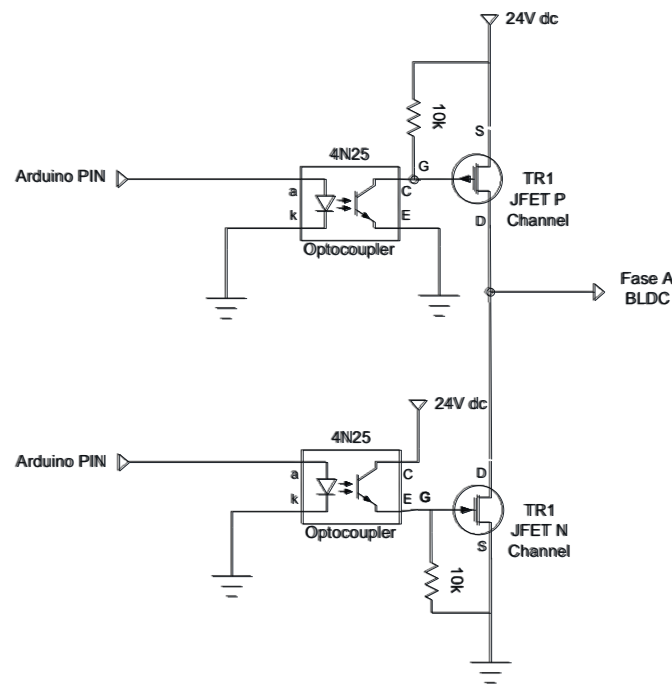 24V dc
10k
S
4N25
G
Arduino PIN
a
C
TR1
JFET P
Channel
k
E
D
Optocoupler
Fase A
BLDC
24V dc
4N25
Arduino PIN
a
C
D
k
E
G
TR1
JFET N
Channel
Optocoupler
S
10k